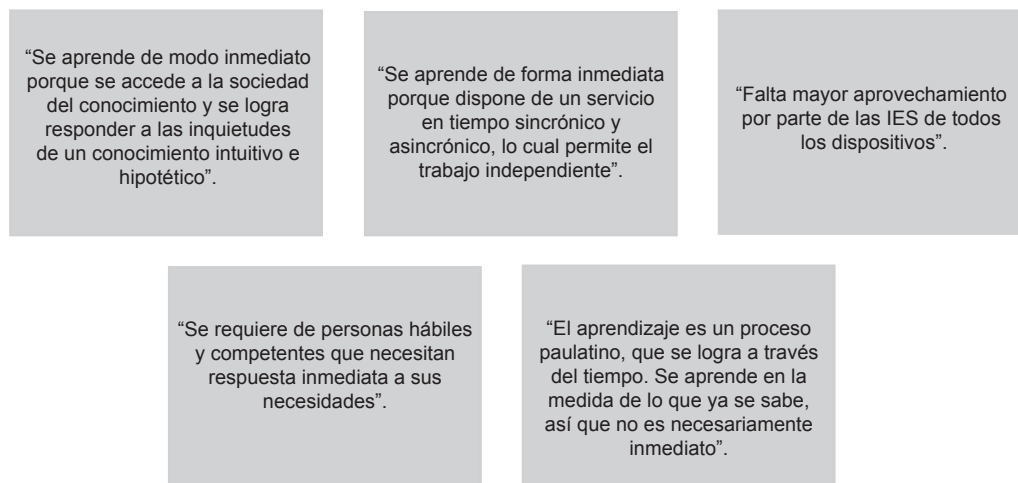 “Se aprende de modo inmediato
porque se accede a la sociedad
del conocimiento y se logra
responder a las inquietudes
de un conocimiento intuitivo e
hipotético”.
“Se aprende de forma inmediata
porque dispone de un servicio
en tiempo sincrónico y
asincrónico, lo cual permite el
trabajo independiente”.
“Falta mayor aprovechamiento
por parte de las IES de todos
los dispositivos”.
“Se requiere de personas hábiles
y competentes que necesitan
respuesta inmediata a sus
necesidades”.
“El aprendizaje es un proceso
paulatino, que se logra a través
del tiempo. Se aprende en la
medida de lo que ya se sabe,
así que no es necesariamente
inmediato”.